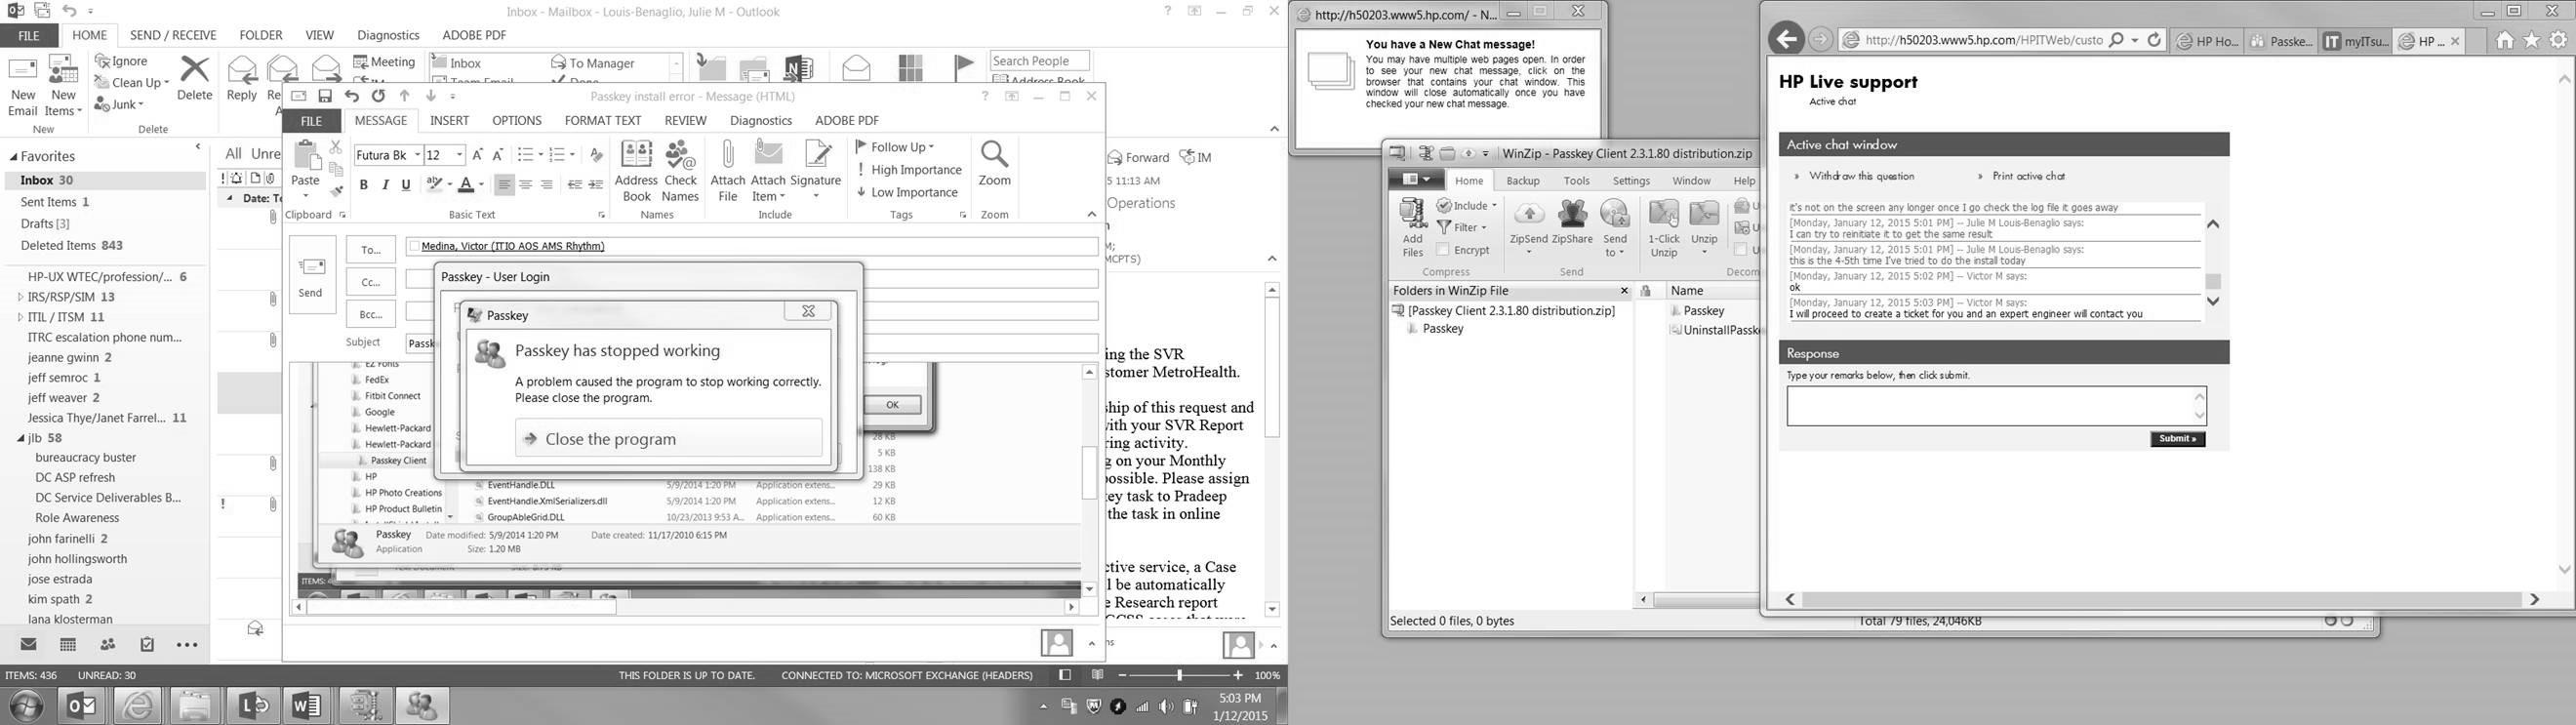 Inbox - Mailbox - Louis-Benaglio, Julie M - Outlook
FILE HOME SEND / RECEIVE FOLDER VIEW Diagnostics ADOBE PDF
New Email
New Items
Ignore
Clean Up
Junk
Delete
Reply
Meeting
Inbox
To Manager
Search People
Address Book
New
Delete
Favorites
Inbox 30
Sent Items 1
Drafts [3]
Deleted Items 843
HP-UX WTEC/profession/... 6
IRS/RSP/SIM 13
ITIL / ITSM 11
ITRC escalation phone num...
jeanne gwinn 2
jeff semroc 1
jeff weaver 2
Jessica Thye/Janet Farrel... 11
jlb 58
bureaucracy buster
DC ASP refresh
DC Service Deliverables B...
Role Awareness
john farinelli 2
john hollingsworth
jose estrada
kim spath 2
lana klosterman
All Unre
Date: T
Passkey install error - Message (HTML)
FILE MESSAGE INSERT OPTIONS FORMAT TEXT REVIEW Diagnostics ADOBE PDF
Paste
Futura Bk 12
B I U
Address Book
Check Names
Attach File
Attach Item
Signature
Follow Up
High Importance
Low Importance
Zoom
Clipboard Basic Text Names Include Tags Zoom
Send
To... Medina, Victor (ITIO AOS AMS Rhythm)
Cc...
Bcc...
Subject Passk
Passkey - User Login
Passkey
Passkey has stopped working
A problem caused the program to stop working correctly.
Please close the program.
Close the program
OK
EZ Fonts
FedEx
Fitbit Connect
Google
Hewlett-Packard
Hewlett-Packard
Passkey Client
HP
HP Photo Creations
HP Product Bulletin
28 KB
5 KB
138 KB
EventHandle.DLL 5/9/2014 1:20 PM Application extens... 29 KB
EventHandle.XmlSerializers.dll 5/9/2014 1:20 PM Application extens... 12 KB
GroupAbleGrid.DLL 10/23/2013 9:53 A... Application extens... 60 KB
Passkey Date modified: 5/9/2014 1:20 PM Date created: 11/17/2010 6:15 PM
Application Size: 1.20 MB
Forward IM
5 11:13 AM
Operations
MCPTS)
ing the SVR
stomer MetroHealth.
ship of this request and
with your SVR Report
ring activity.
g on your Monthly
possible. Please assign
ey task to Pradeep
the task in online
ctive service, a Case
l be automatically
e Research report
ITEMS: 436 UNREAD: 30 THIS FOLDER IS UP TO DATE. CONNECTED TO: MICROSOFT EXCHANGE (HEADERS) 100%
5:03 PM
1/12/2015
http://h50203.www5.hp.com/ - N...
You have a New Chat message!
You may have multiple web pages open. In order
to see your new chat message, click on the
browser that contains your chat window. This
window will close automatically once you have
checked your new chat message.
WinZip - Passkey Client 2.3.1.80 distribution.zip
Home Backup Tools Settings Window Help
Add Files
Include
Filter
Encrypt
ZipSend
ZipShare
Send to
1-Click Unzip
Unzip
Compress Send Decom
Folders in WinZip File
Name
[Passkey Client 2.3.1.80 distribution.zip]
Passkey
Passkey
UninstallPassk
Selected 0 files, 0 bytes
Total 79 files, 24,046KB
http://h50203.www5.hp.com/HPITWeb/custo
HP Ho... Passke... myITsu... HP ...
HP Live support
Active chat
Active chat window
» Withdraw this question » Print active chat
it's not on the screen any longer once I go check the log file it goes away
[Monday, January 12, 2015 5:01 PM] -- Julie M Louis-Benaglio says:
I can try to reinitiate it to get the same result
[Monday, January 12, 2015 5:01 PM] -- Julie M Louis-Benaglio says:
this is the 4-5th time I've tried to do the install today
[Monday, January 12, 2015 5:02 PM] -- Victor M says:
ok
[Monday, January 12, 2015 5:03 PM] -- Victor M says:
I will proceed to create a ticket for you and an expert engineer will contact you
Response
Type your remarks below, then click submit.
Submit »